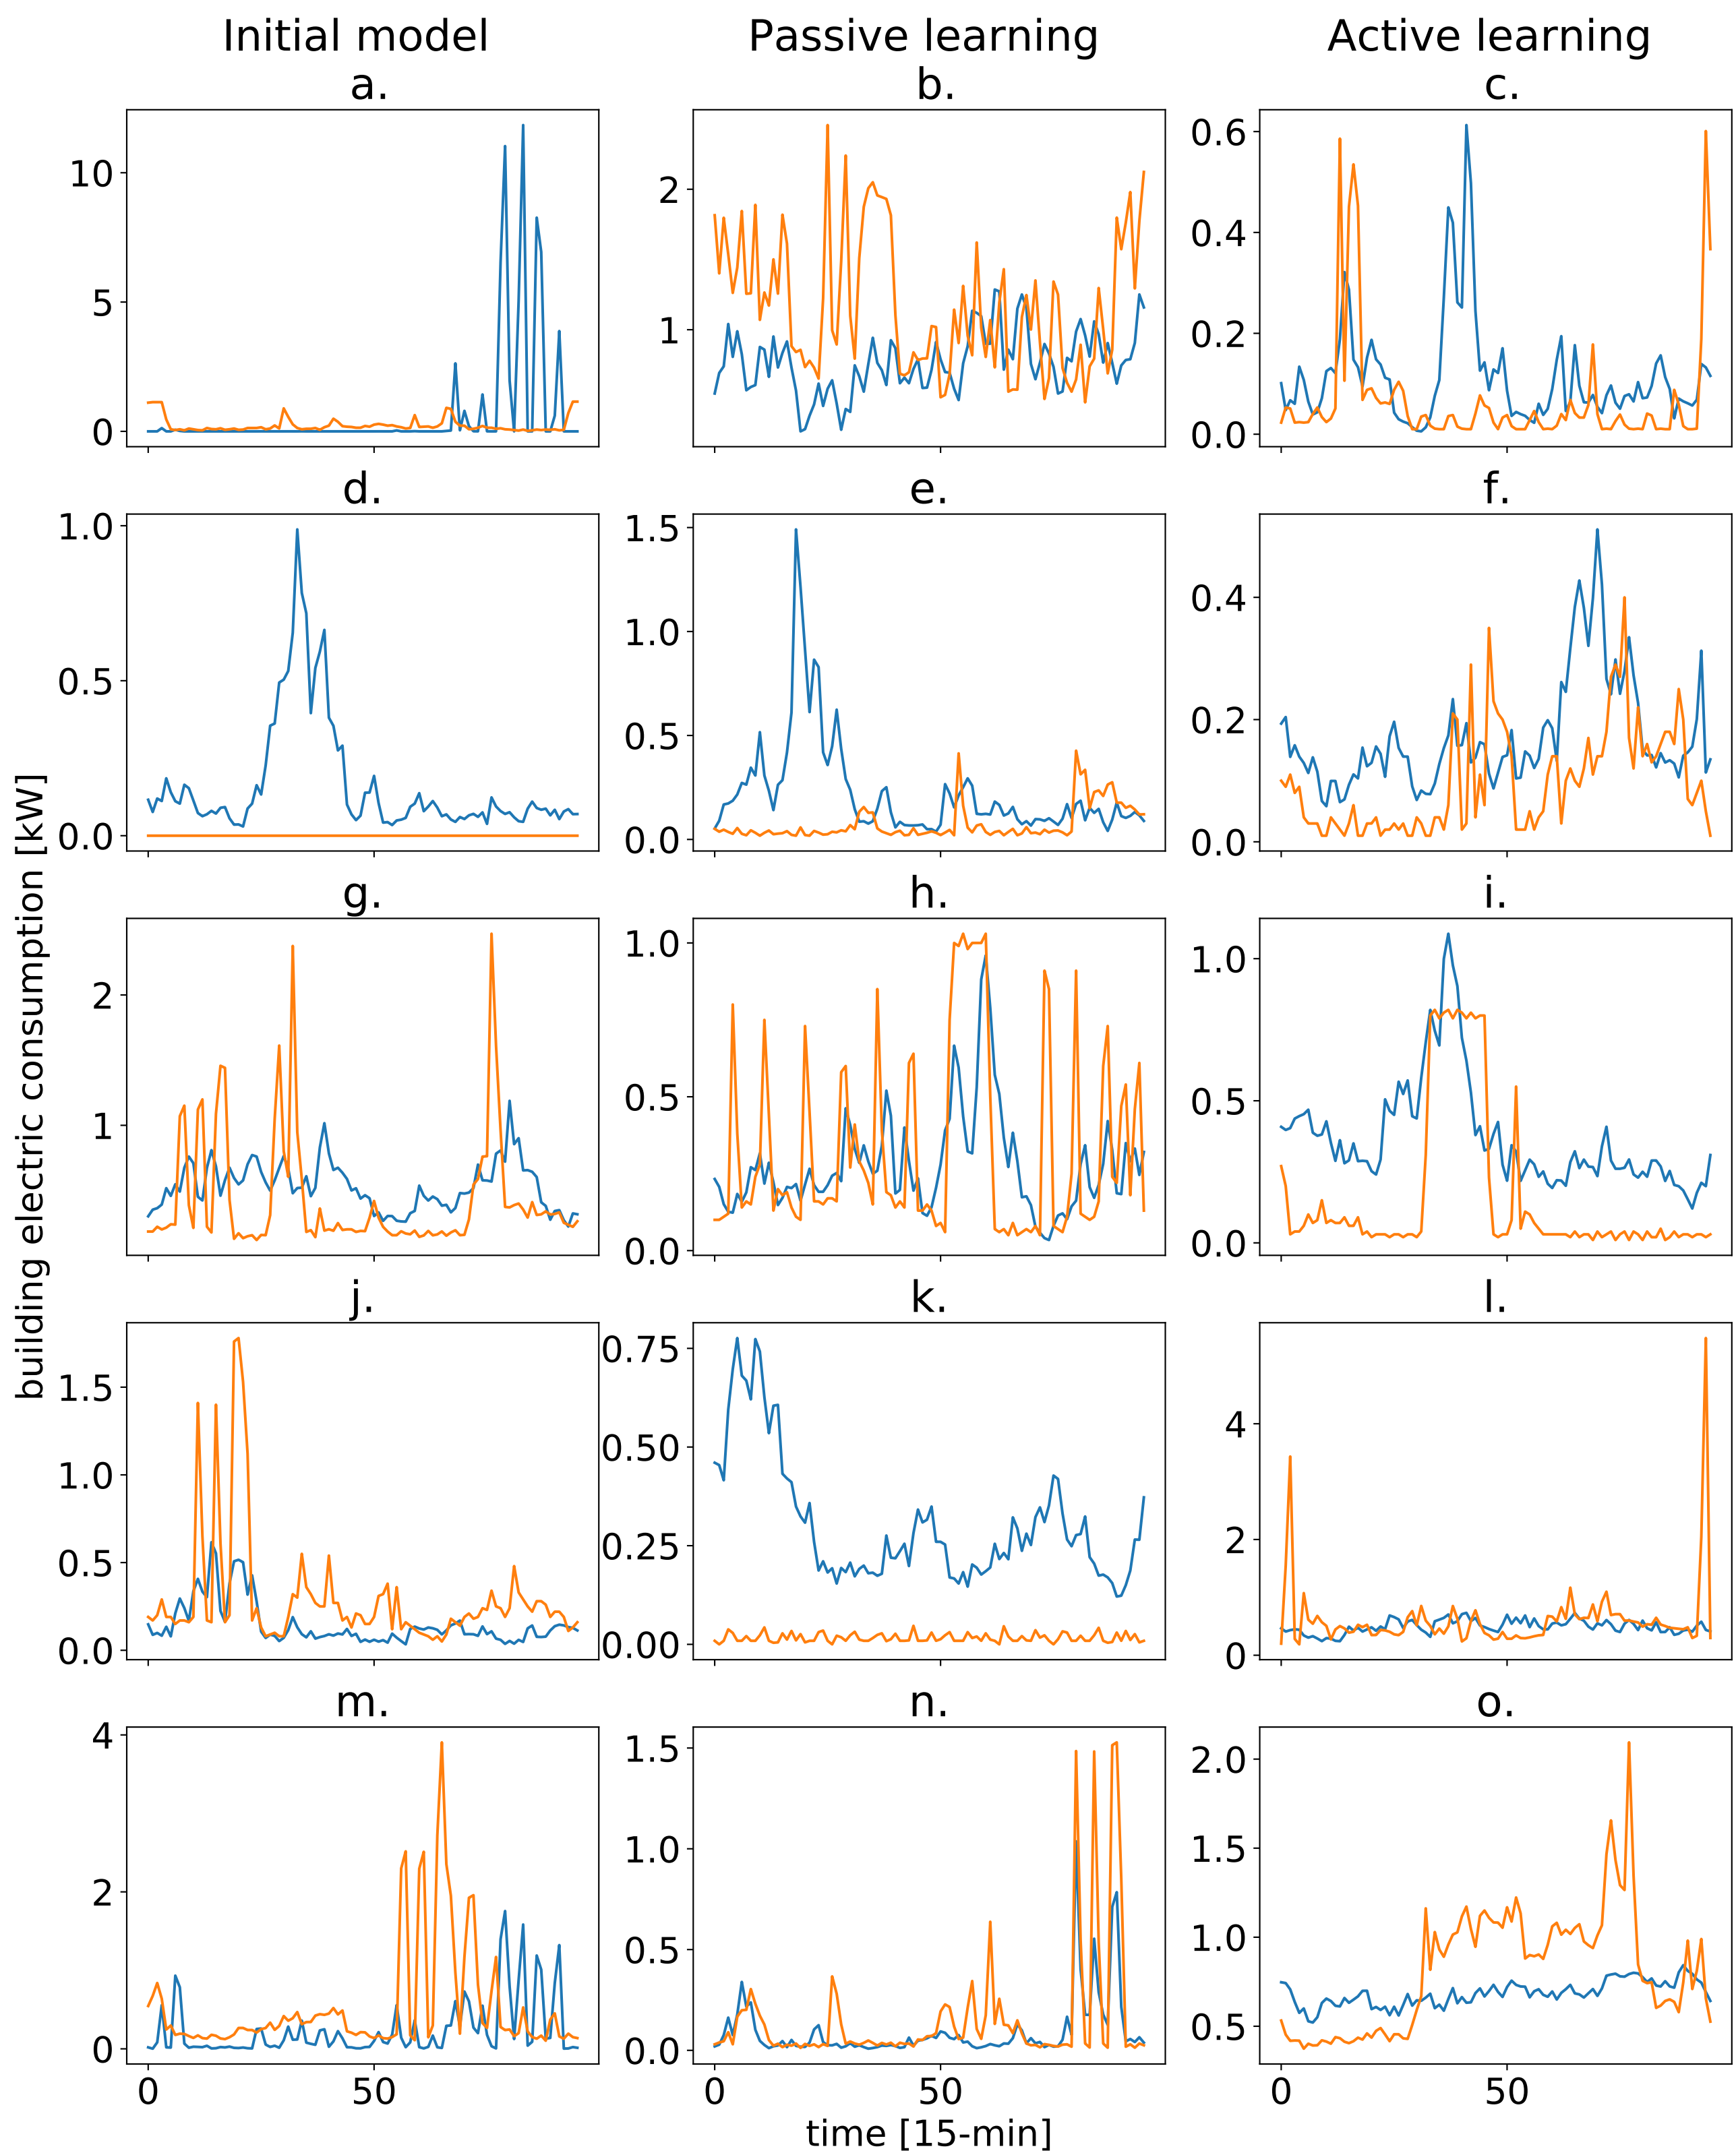 Initial model
Passive learning
Active learning
a.
b.
c.
10
5
0
2
1
0.6
0.4
0.2
0.0
d.
e.
f.
1.0
0.5
0.0
1.5
1.0
0.5
0.0
0.4
0.2
0.0
g.
h.
i.
2
1
1.0
0.5
0.0
1.0
0.5
0.0
j.
k.
l.
1.5
1.0
0.5
0.0
0.75
0.50
0.25
0.00
4
2
0
m.
n.
o.
4
2
0
1.5
1.0
0.5
0.0
2.0
1.5
1.0
0.5
0 50
0 50
0 50
building electric consumption [kW]
time [15-min]